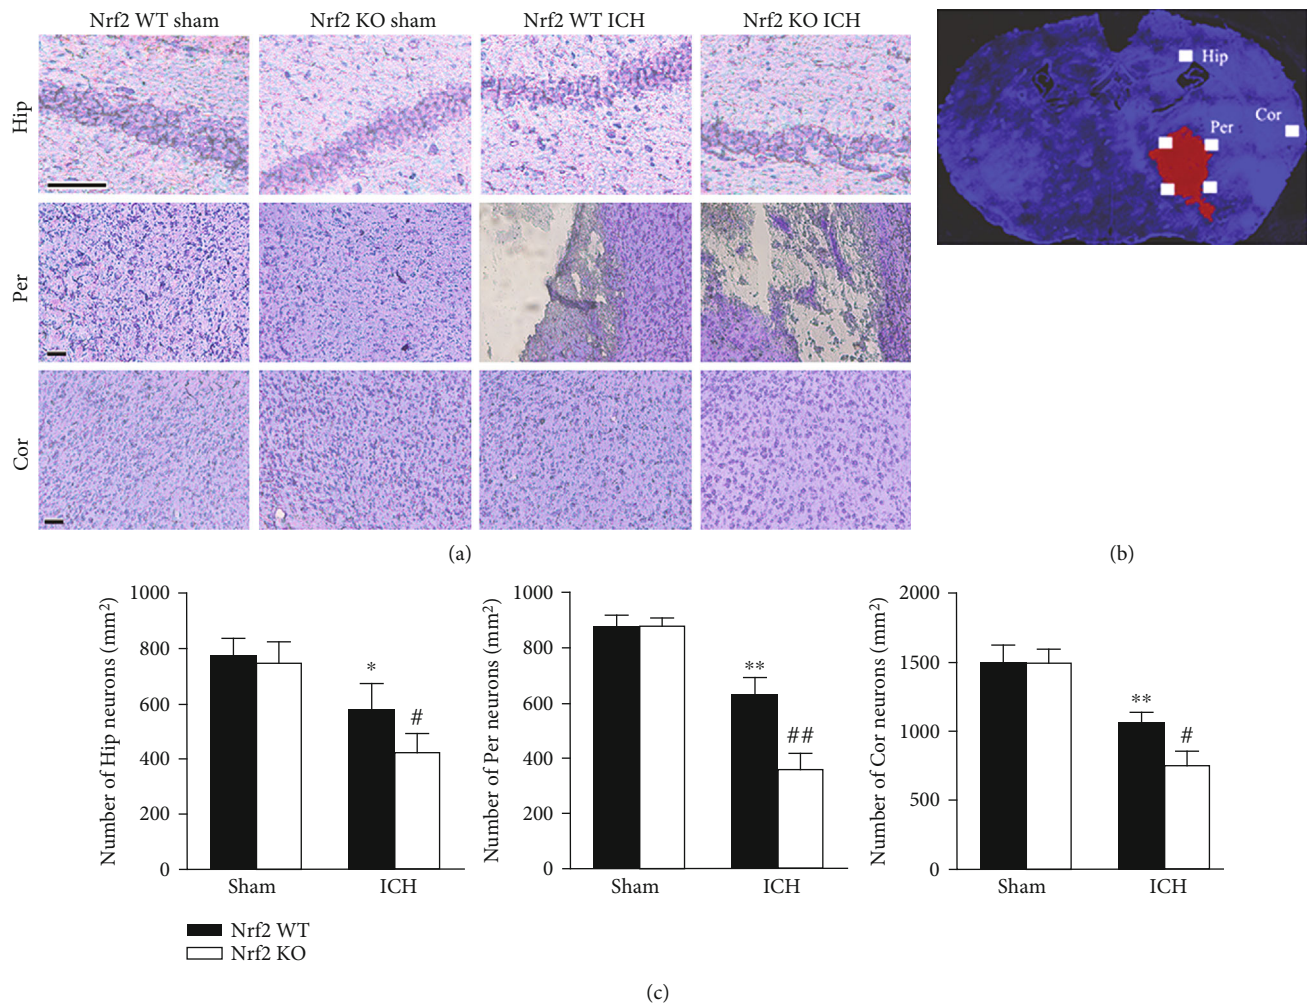 Nrf2 WT sham
Nrf2 KO sham
Nrf2 WT ICH
Nrf2 KO ICH
Hip
Per
Cor
(a)
Hip
Cor
Per
(b)
Number of Hip neurons (mm²)
1000
800
600
400
200
0
*
#
Sham
ICH
Number of Per neurons (mm²)
1000
800
600
400
200
0
**
##
Sham
ICH
Number of Cor neurons (mm²)
2000
1500
1000
500
0
**
#
Sham
ICH
Nrf2 WT
Nrf2 KO
(c)